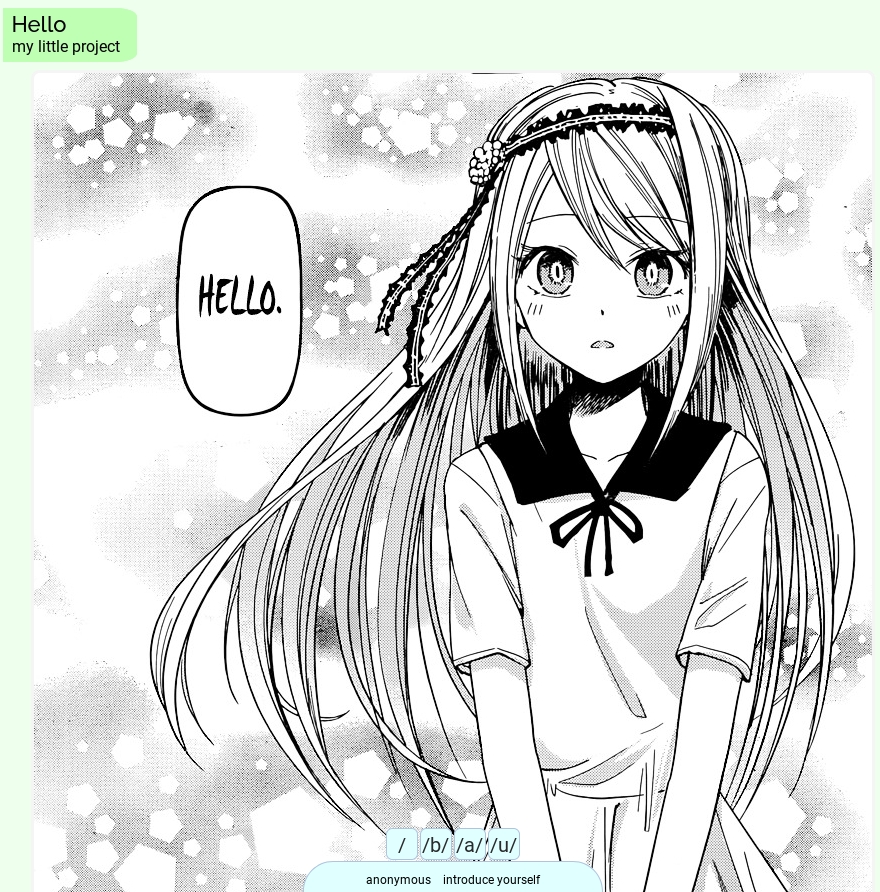 Hello
my little project
HELLO.
/ /b/ /a/ /u/
anonymous introduce yourself